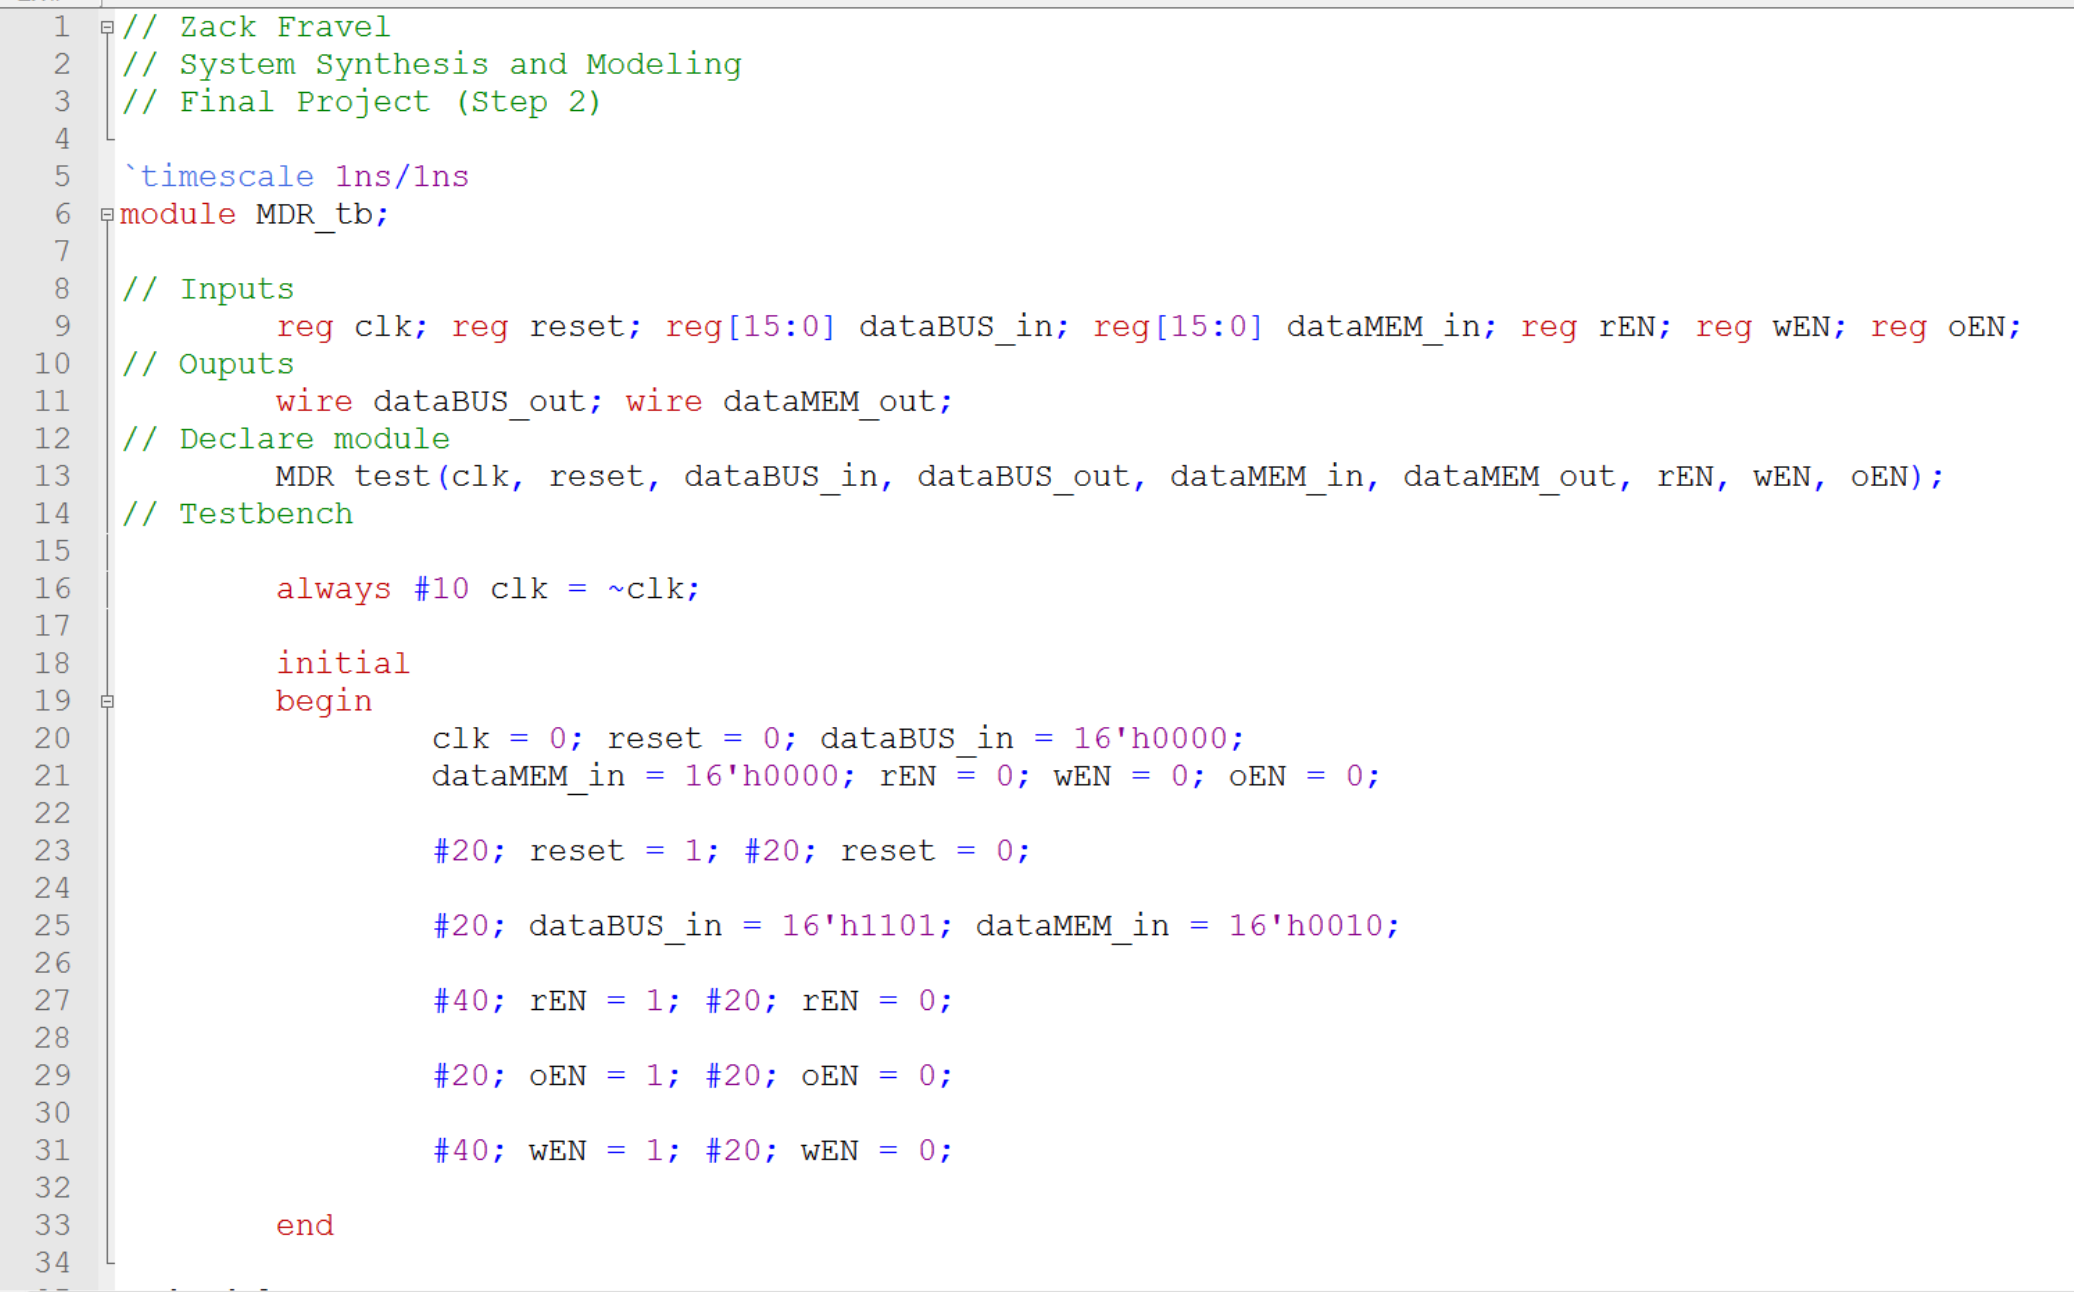 1 // Zack Fravel
2 // System Synthesis and Modeling
3 // Final Project (Step 2)
4
5 `timescale 1ns/1ns
6 module MDR_tb;
7
8 // Inputs
9 reg clk; reg reset; reg[15:0] dataBUS_in; reg[15:0] dataMEM_in; reg rEN; reg wEN; reg oEN;
10 // Ouputs
11 wire dataBUS_out; wire dataMEM_out;
12 // Declare module
13 MDR test(clk, reset, dataBUS_in, dataBUS_out, dataMEM_in, dataMEM_out, rEN, wEN, oEN);
14 // Testbench
15
16 always #10 clk = ~clk;
17
18 initial
19 begin
20 clk = 0; reset = 0; dataBUS_in = 16'h0000;
21 dataMEM_in = 16'h0000; rEN = 0; wEN = 0; oEN = 0;
22
23 #20; reset = 1; #20; reset = 0;
24
25 #20; dataBUS_in = 16'h1101; dataMEM_in = 16'h0010;
26
27 #40; rEN = 1; #20; rEN = 0;
28
29 #20; oEN = 1; #20; oEN = 0;
30
31 #40; wEN = 1; #20; wEN = 0;
32
33 end
34